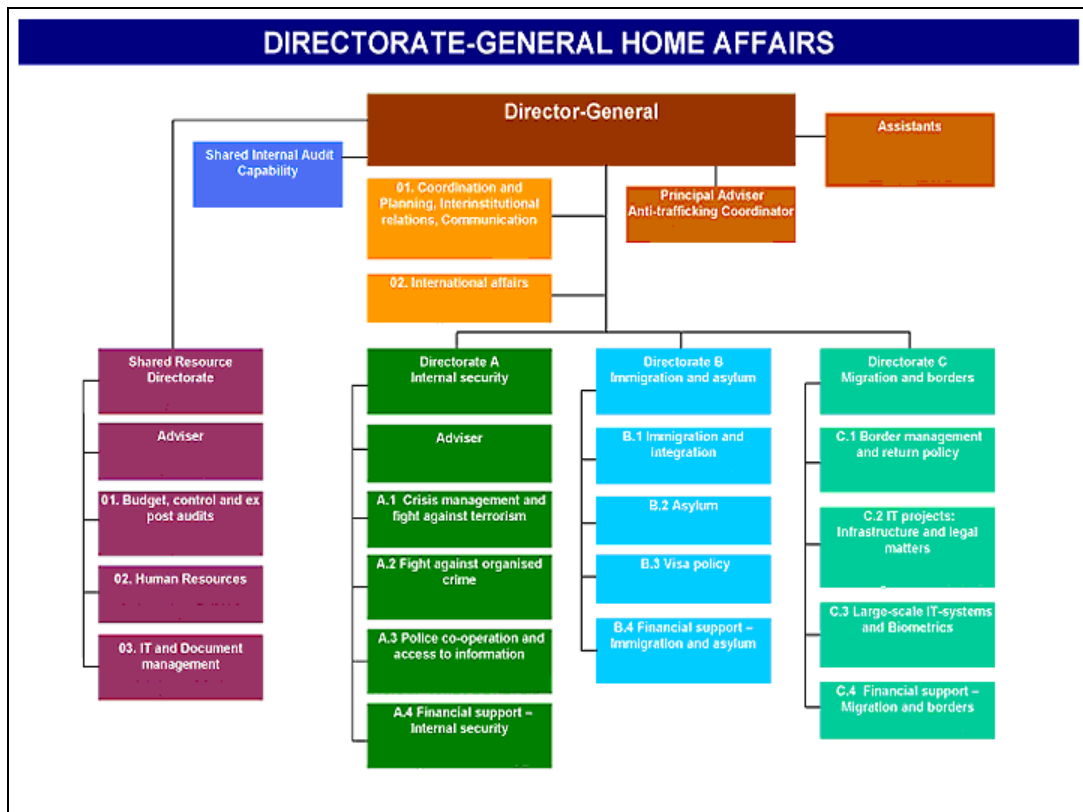 DIRECTORATE-GENERAL HOME AFFAIRS
Director-General
Assistants
Shared Internal Audit
Capability
01. Coordination and
Planning, Interinstitutional
relations, Communication
Principal Adviser
Anti-trafficking Coordinator
02. International affairs
Shared Resource
Directorate
Adviser
01. Budget, control and ex
post audits
02. Human Resources
03. IT and Document
management
Directorate A
Internal security
Adviser
A.1 Crisis management and
fight against terrorism
A.2 Fight against organised
crime
A.3 Police co-operation and
access to information
A.4 Financial support –
Internal security
Directorate B
Immigration and asylum
B.1 Immigration and
Integration
B.2 Asylum
B.3 Visa policy
B.4 Financial support –
Immigration and asylum
Directorate C
Migration and borders
C.1 Border management
and return policy
C.2 IT projects:
Infrastructure and legal
matters
C.3 Large-scale IT-systems
and Biometrics
C.4 Financial support –
Migration and borders